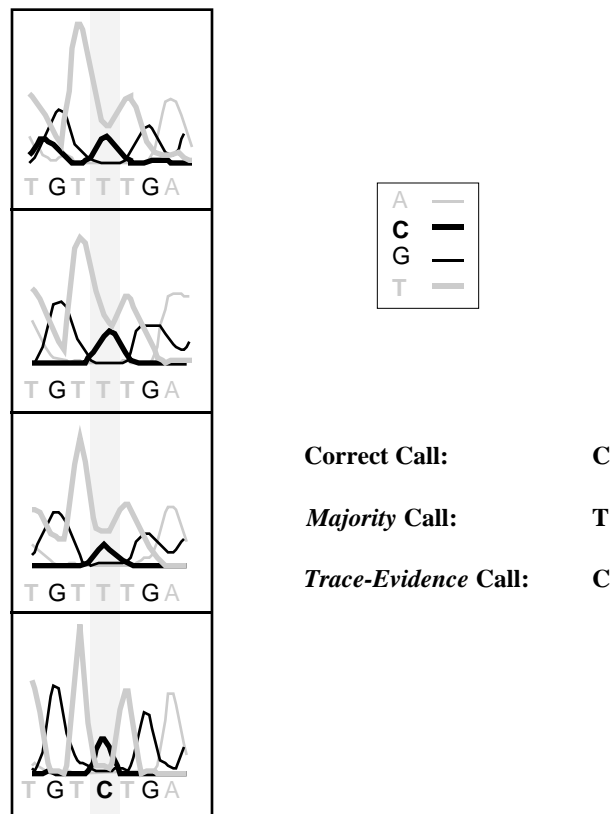 T G T T T G A
A
C
G
T
T G T T T G A
Correct Call: C
Majority Call: T
T G T T T G A
Trace-Evidence Call: C
T G T C T G A